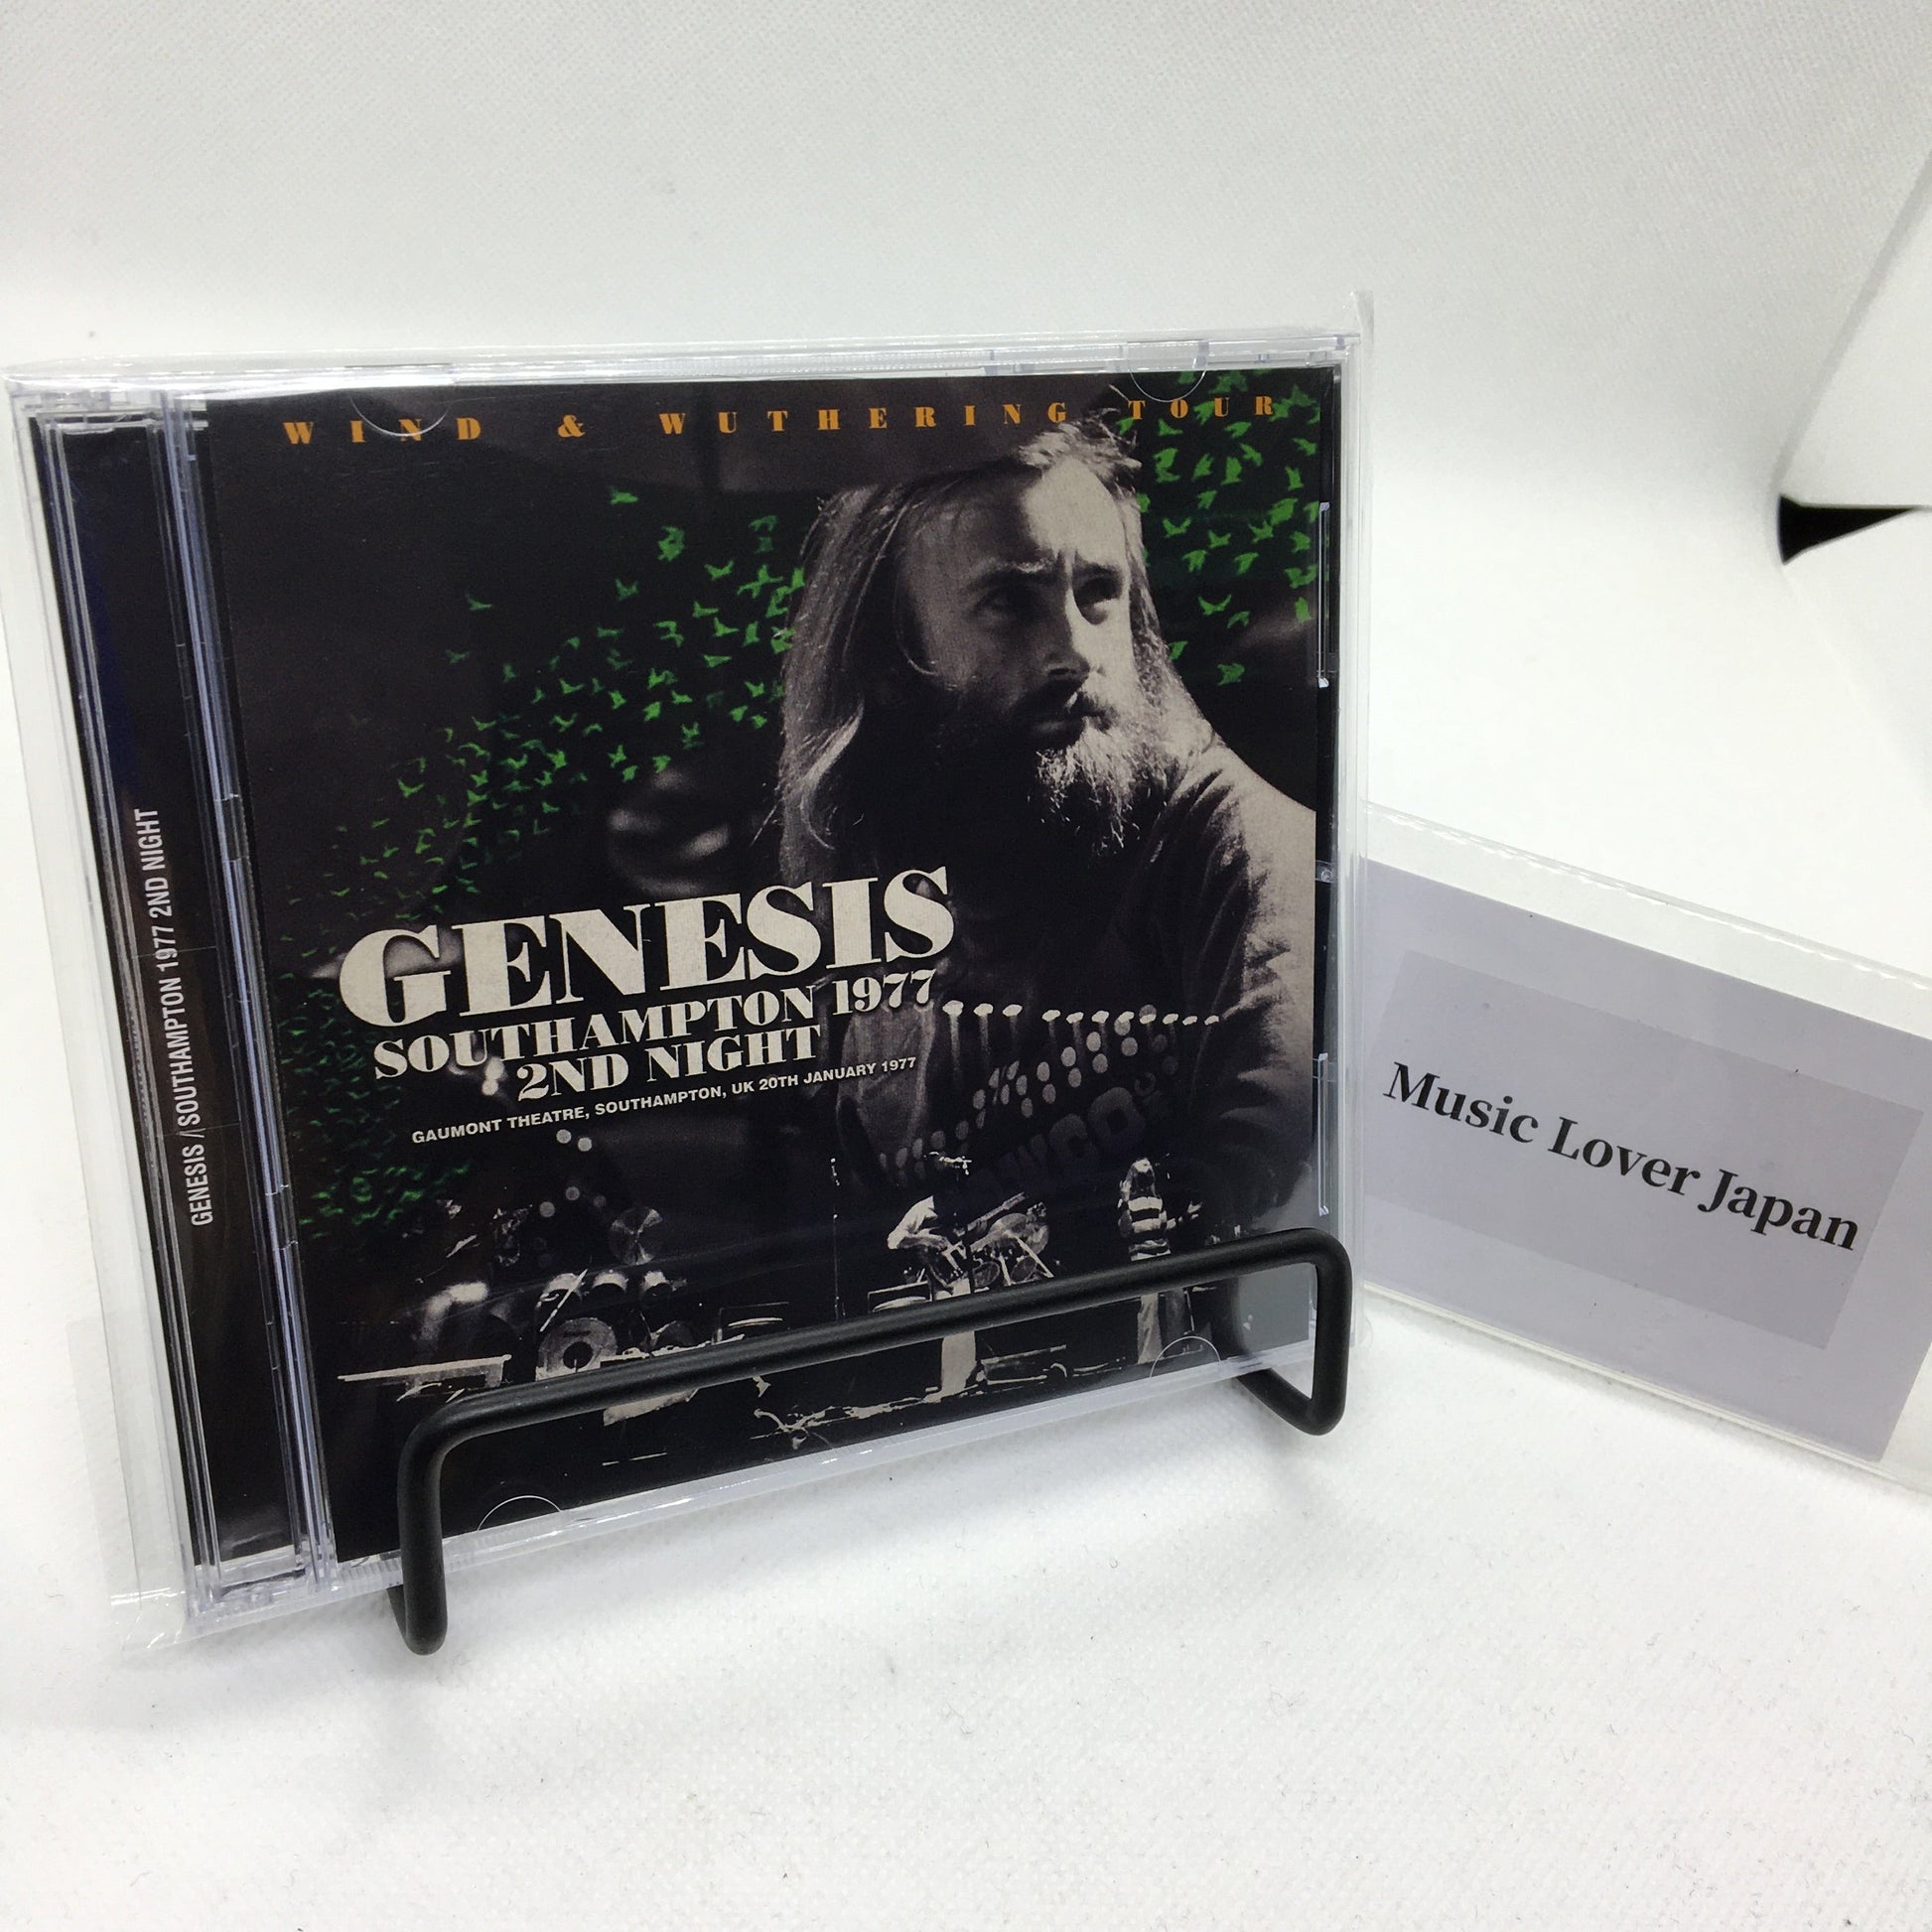 WIND & WUTHERING TOUR
GENESIS
SOUTHAMPTON 1977
2ND NIGHT
GAUMONT THEATRE, SOUTHAMPTON, UK 20TH JANUARY 1977
GENESIS / SOUTHAMPTON 1977 2ND NIGHT
Music Lover Japan